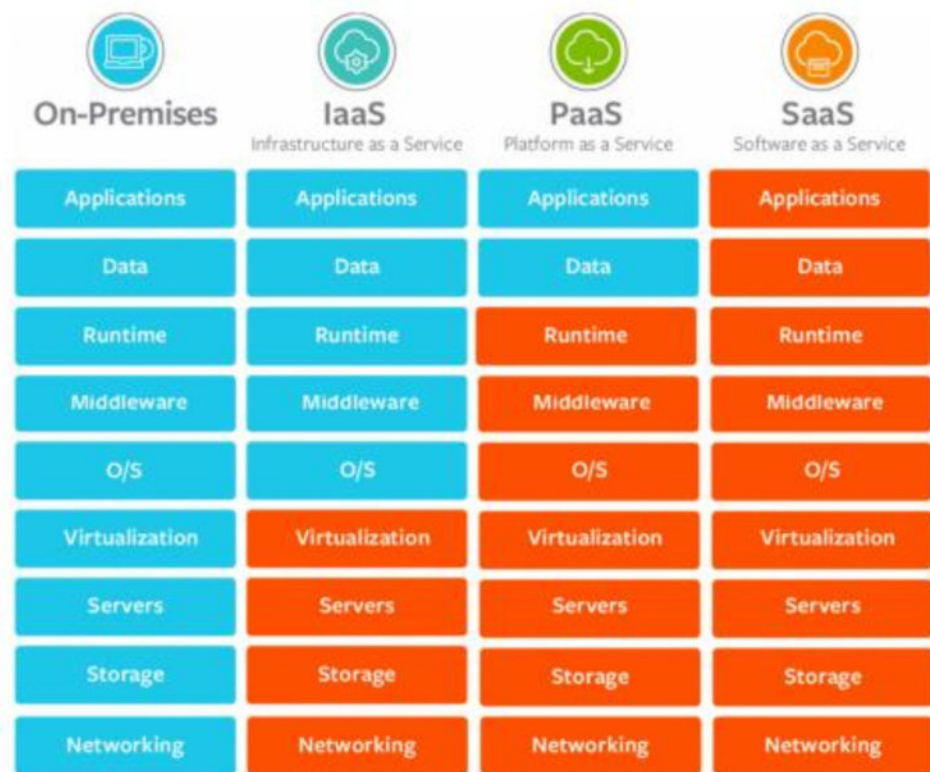 On-Premises
IaaS
Infrastructure as a Service
PaaS
Platform as a Service
SaaS
Software as a Service
Applications
Applications
Applications
Applications
Data
Data
Data
Data
Runtime
Runtime
Runtime
Runtime
Middleware
Middleware
Middleware
Middleware
O/S
O/S
O/S
O/S
Virtualization
Virtualization
Virtualization
Virtualization
Servers
Servers
Servers
Servers
Storage
Storage
Storage
Storage
Networking
Networking
Networking
Networking